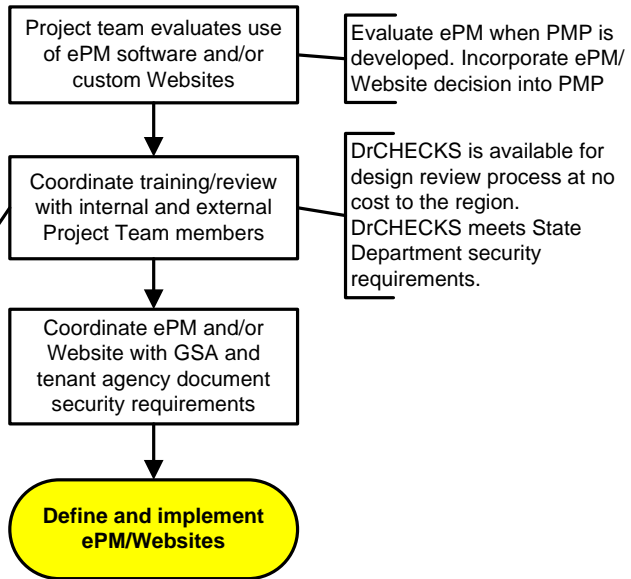 Project team evaluates use
of ePM software and/or
custom Websites
Evaluate ePM when PMP is
developed. Incorporate ePM/
Website decision into PMP
Coordinate training/review
with internal and external
Project Team members
DrCHECKS is available for
design review process at no
cost to the region.
DrCHECKS meets State
Department security
requirements.
Coordinate ePM and/or
Website with GSA and
tenant agency document
security requirements
Define and implement
ePM/Websites